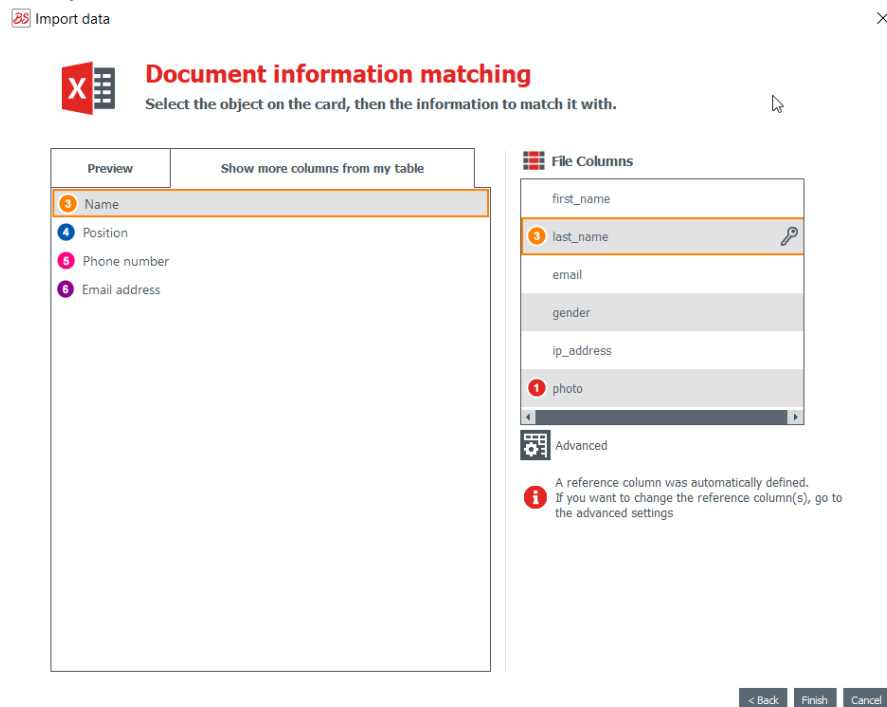 BS Import data
X
Document information matching
Select the object on the card, then the information to match it with.
Preview
Show more columns from my table
3 Name
4 Position
5 Phone number
6 Email address
File Columns
first_name
3 last_name
email
gender
ip_address
1 photo
Advanced
i
A reference column was automatically defined.
If you want to change the reference column(s), go to
the advanced settings
< Back
Finish
Cancel